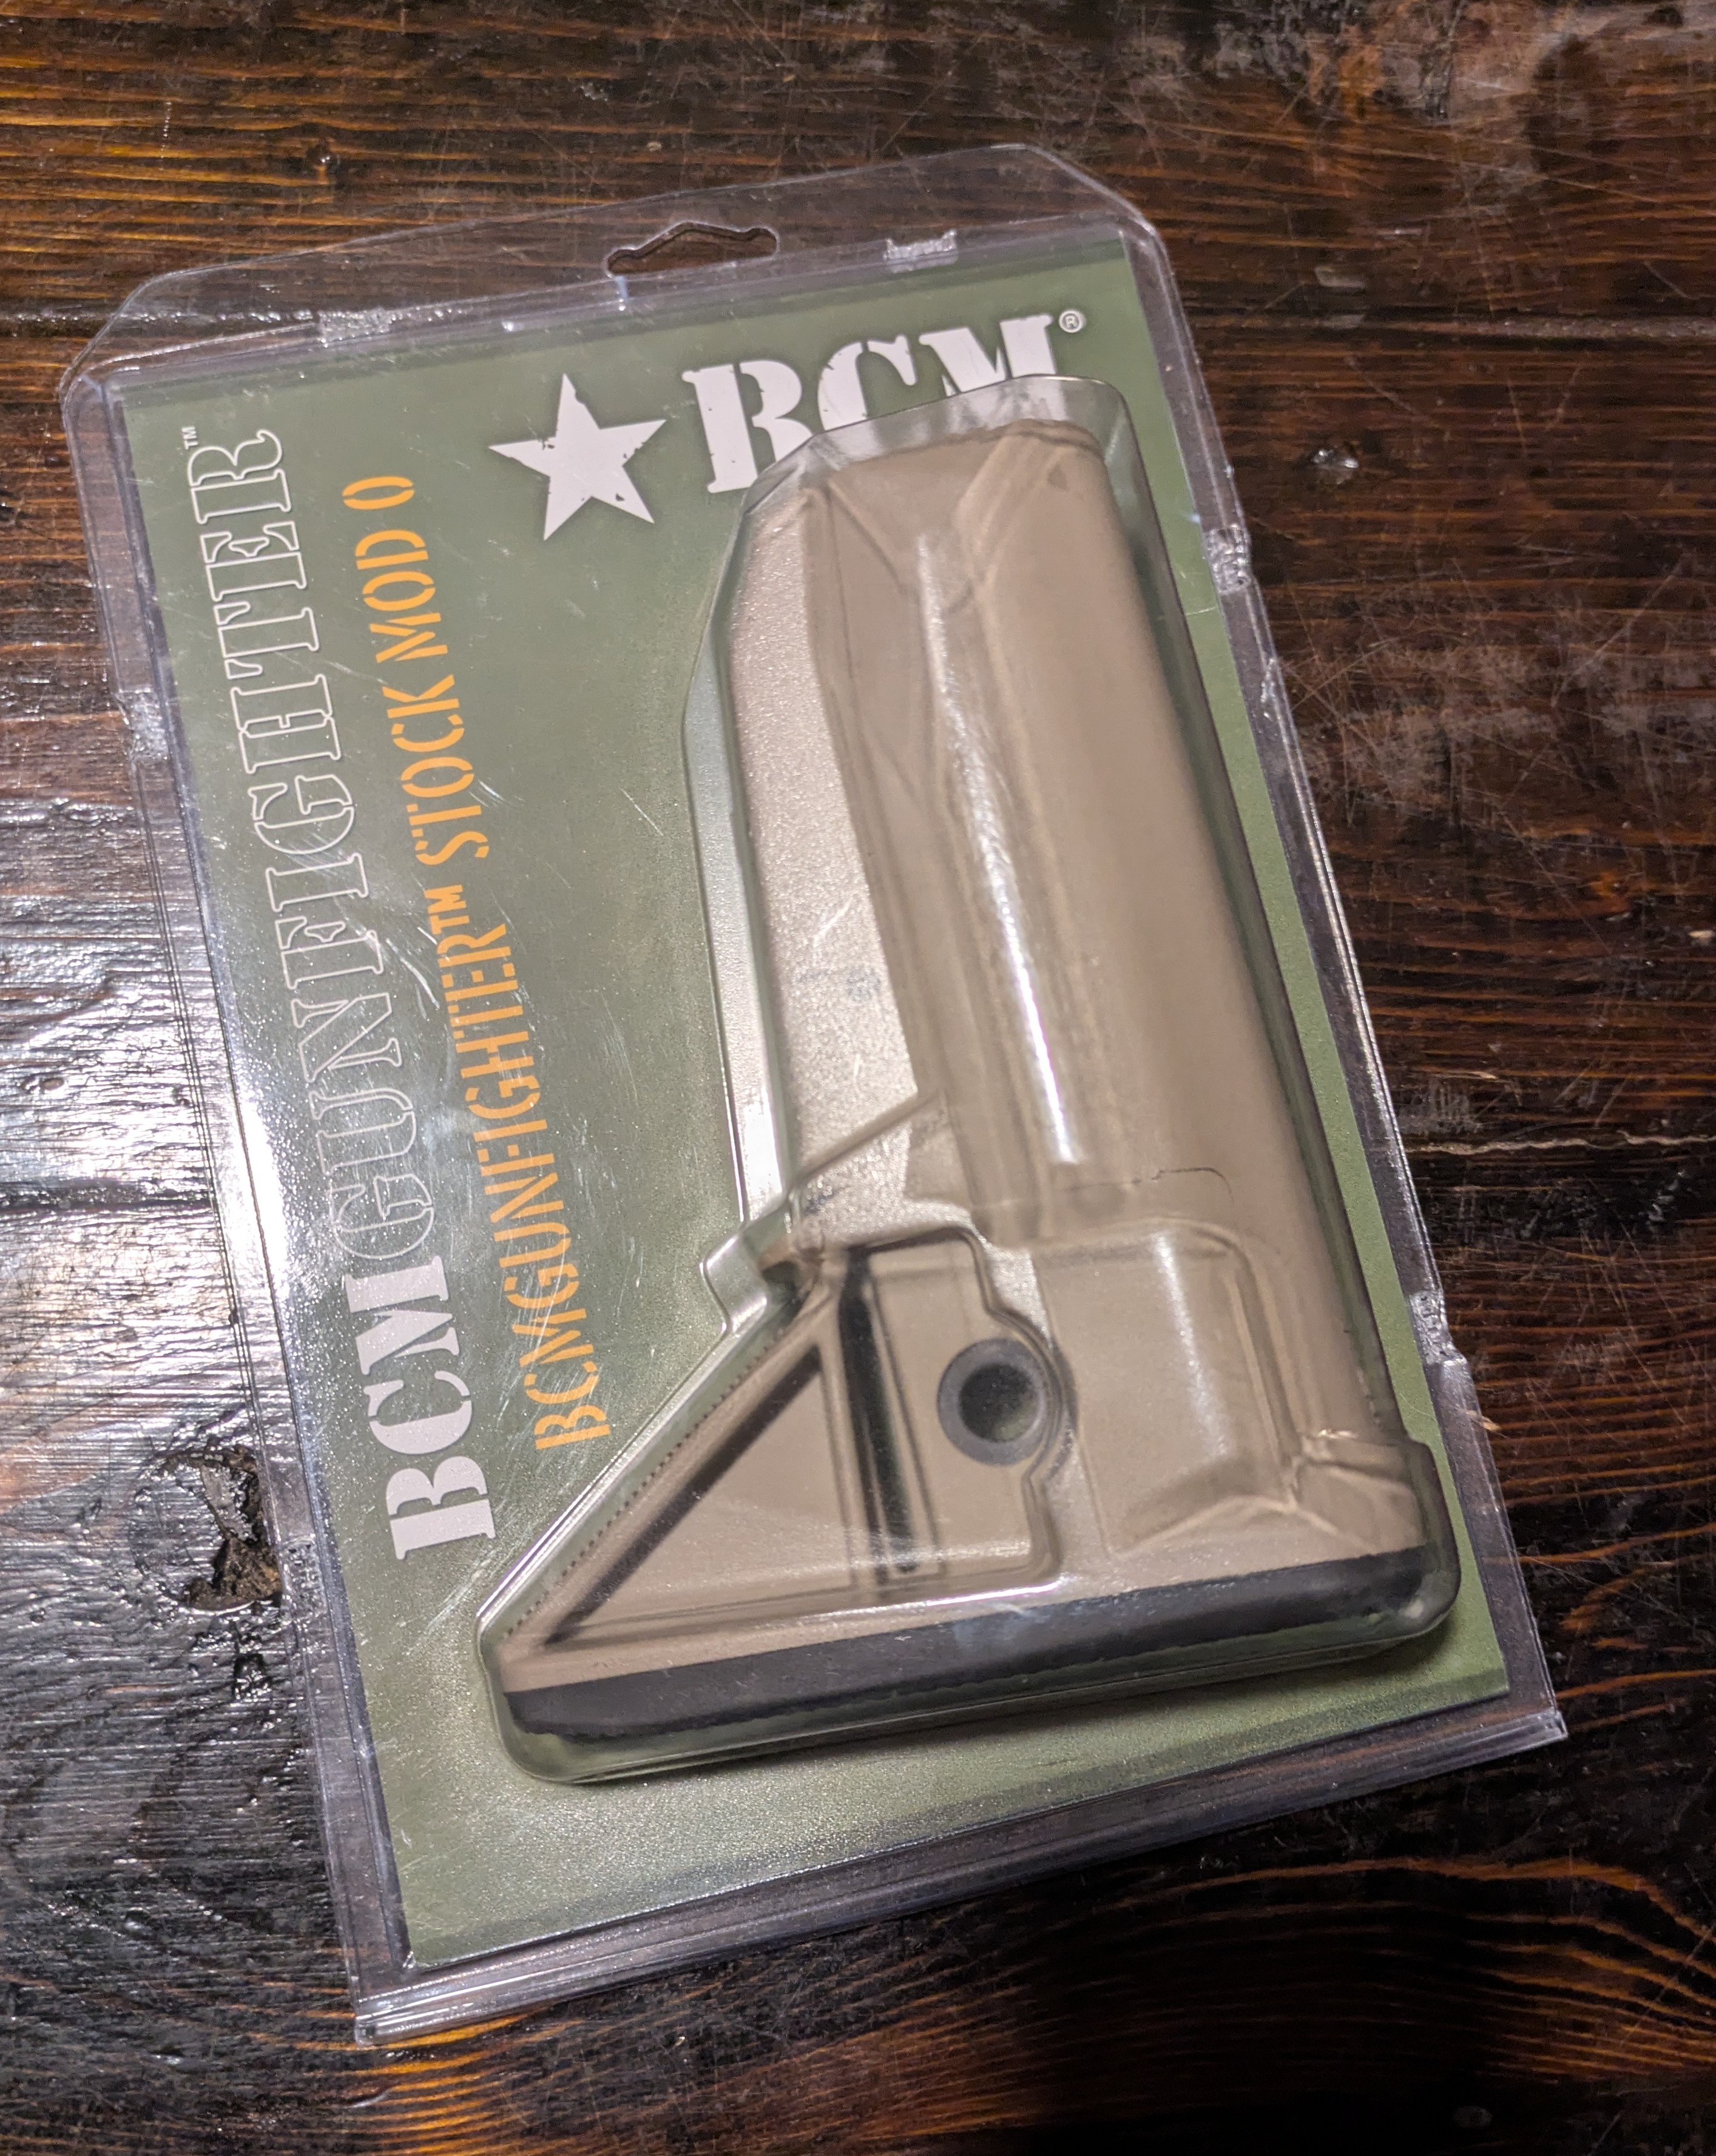 BCM®
BCMGUNFIGHTER™
BCMGUNFIGHTER™ STOCK MOD 0